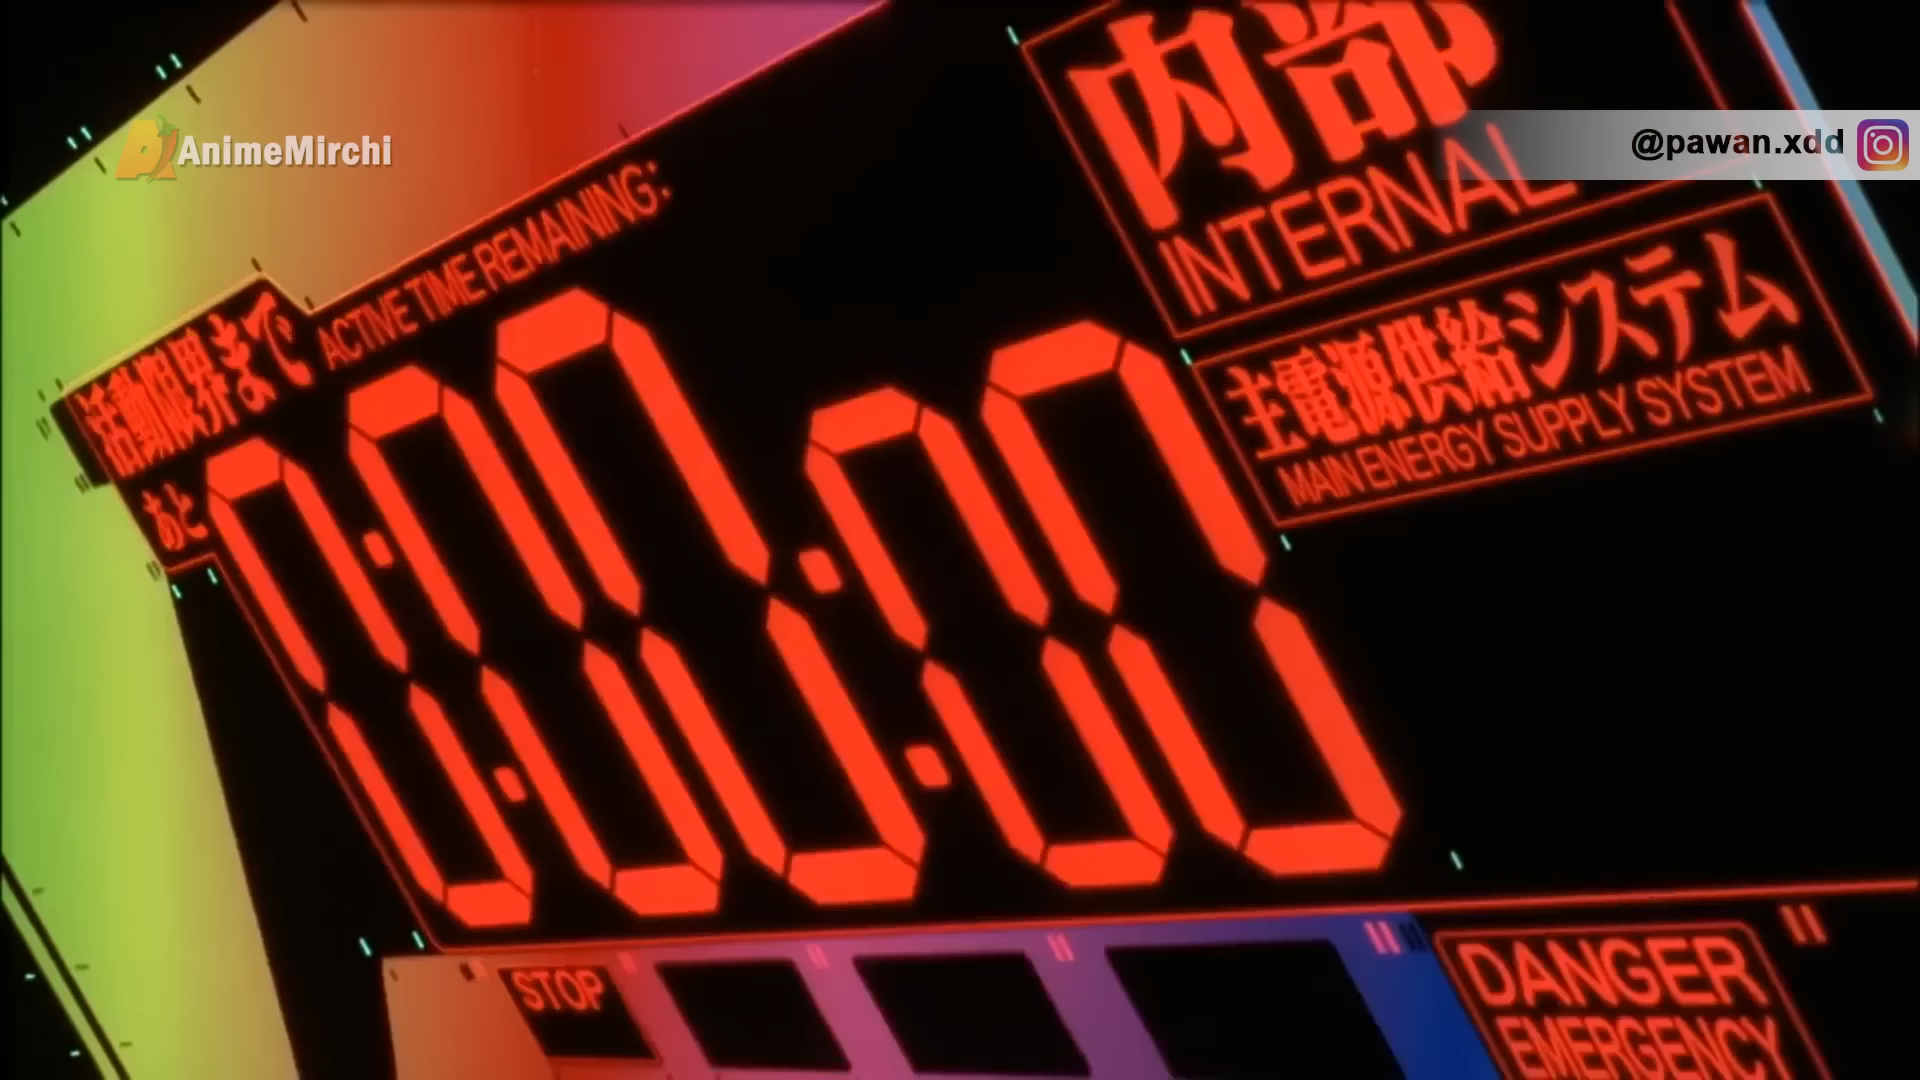 AnimeMirchi
@pawan.xdd
内部
INTERNAL
主電源供給システム
MAIN ENERGY SUPPLY SYSTEM
活動限界まで
ACTIVE TIME REMAINING:
あと
0:00:00
STOP
DANGER
EMERGENCY